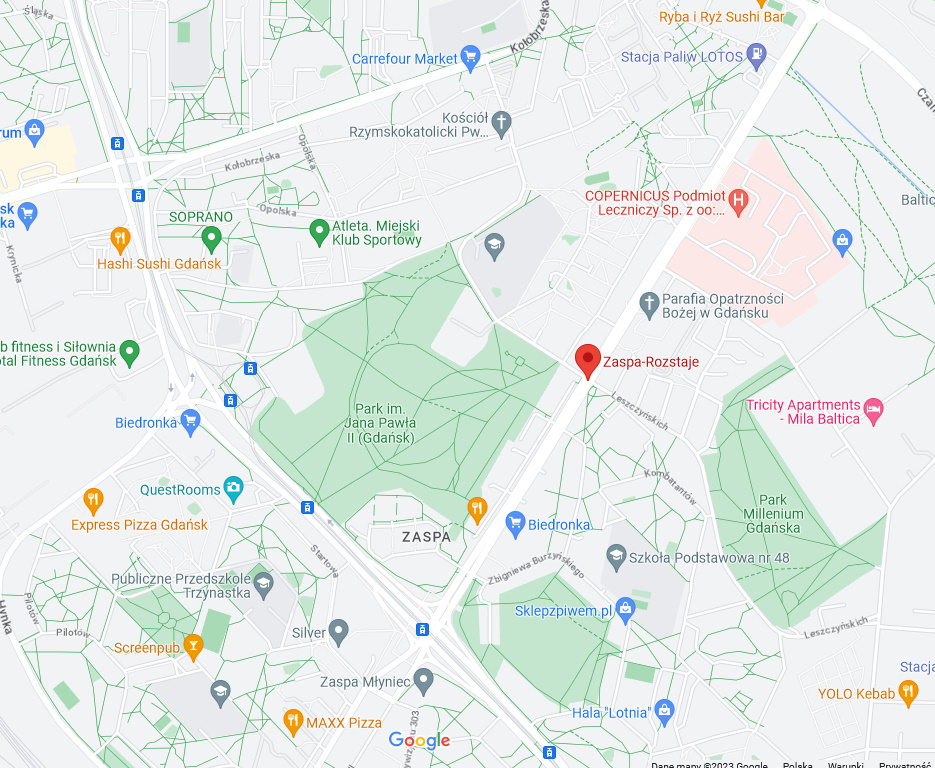 Śląska
Ryba i Ryż Sushi Bar
Kołobrzeska
Carrefour Market
Stacja Paliw LOTOS
Kościół
Rzymskokatolicki Pw...
rum
Opolska
Kołobrzeska
COPERNICUS Podmiot
Leczniczy Sp. z oo:...
sk
ka
SOPRANO
Opolska
Atleta. Miejski
Klub Sportowy
Krynicka
Hashi Sushi Gdańsk
Parafia Opatrzności
Bożej w Gdańsku
b fitness i Siłownia
otal Fitness Gdańsk
Zaspa-Rozstaje
Leszczyńskich
Park im.
Jana Pawła
II (Gdańsk)
Tricity Apartments
- Mila Baltica
Biedronka
Kombatantów
QuestRooms
Express Pizza Gdańsk
Park
Millenium
Gdańska
Biedronka
ZASPA
Startowa
Zbigniewa Burzyńskiego
Szkoła Podstawowa nr 48
Publiczne Przedszkole
Trzynastka
Hynka
Pilotów
Pilotów
Sklepzpiwem.pl
Silver
Leszczyńskich
Screenpub
Stacja
Zaspa Młyniec
YOLO Kebab
MAXX Pizza
u 303
Hala "Lotnia"
Google
Dane mapy ©2023 Google
Polska
Warunki
Prywatność